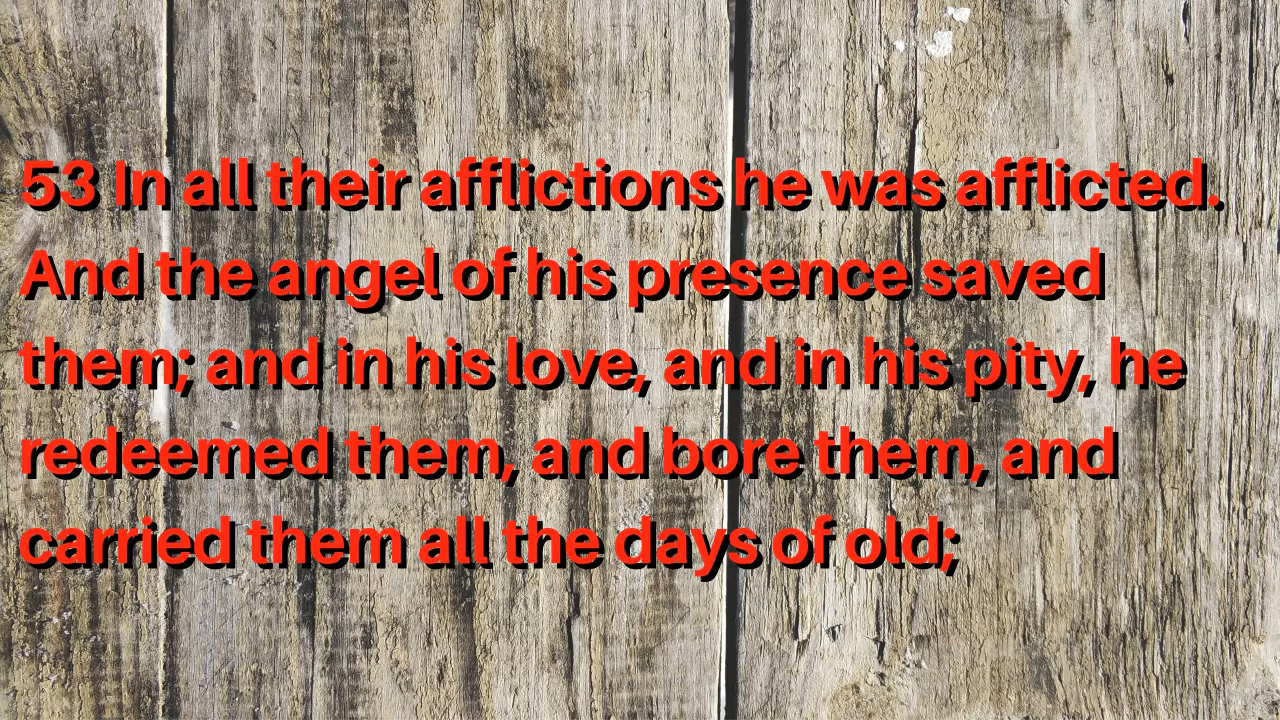 53 In all their afflictions he was afflicted.
And the angel of his presence saved
them; and in his love, and in his pity, he
redeemed them, and bore them, and
carried them all the days of old;